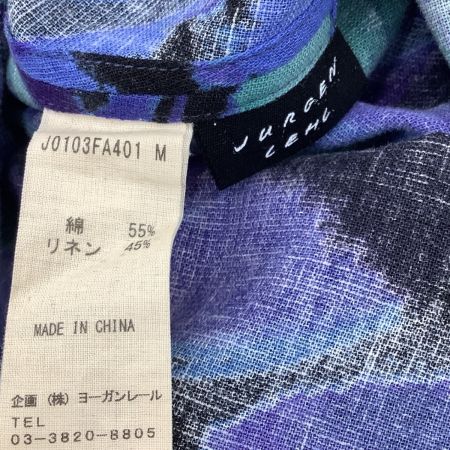 JURGEN
LEHL
J0103FA401 M
綿 55%
リネン 45%
MADE IN CHINA
企画 (株) ヨーガンレール
TEL
03-3820-8805